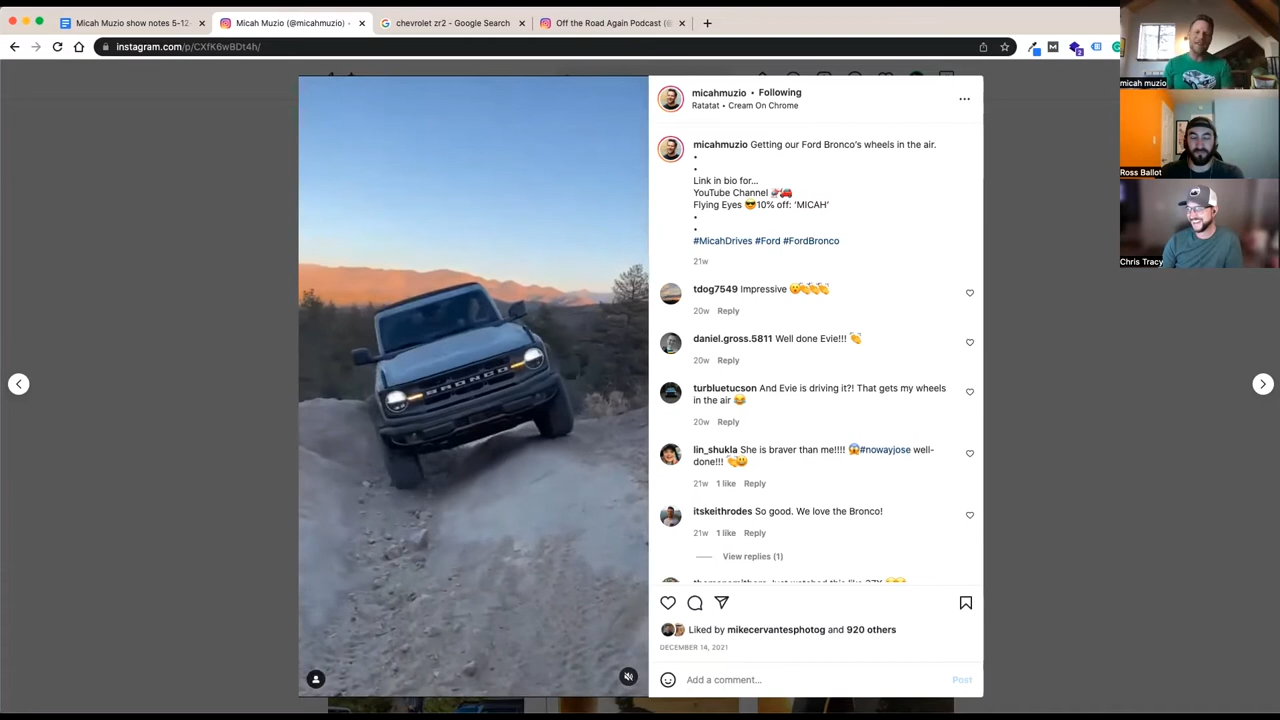 Micah Muzio show notes 5-12-
Micah Muzio (@micahmuzio) •
chevrolet zr2 - Google Search
Off the Road Again Podcast (@
instagram.com/p/CXfK6wBDt4h/
micah muzio
Ross Ballot
Chris Tracy
BRONCO
micahmuzio • Following
Ratatat • Cream On Chrome
micahmuzio Getting our Ford Bronco's wheels in the air.
•
•
Link in bio for...
YouTube Channel 🎥🚗
Flying Eyes 😎10% off: 'MICAH'
•
•
#MicahDrives #Ford #FordBronco
21w
tdog7549 Impressive 😮👏👏👏
20w Reply
daniel.gross.5811 Well done Evie!!! 👏
20w Reply
turbluetucson And Evie is driving it?! That gets my wheels
in the air 😂
20w Reply
lin_shukla She is braver than me!!!! 😱#nowayjose well-
done!!! 👏😃
21w 1 like Reply
itskeithrodes So good. We love the Bronco!
21w 1 like Reply
View replies (1)
Liked by mikecervantesphotog and 920 others
DECEMBER 14, 2021
Add a comment...
Post